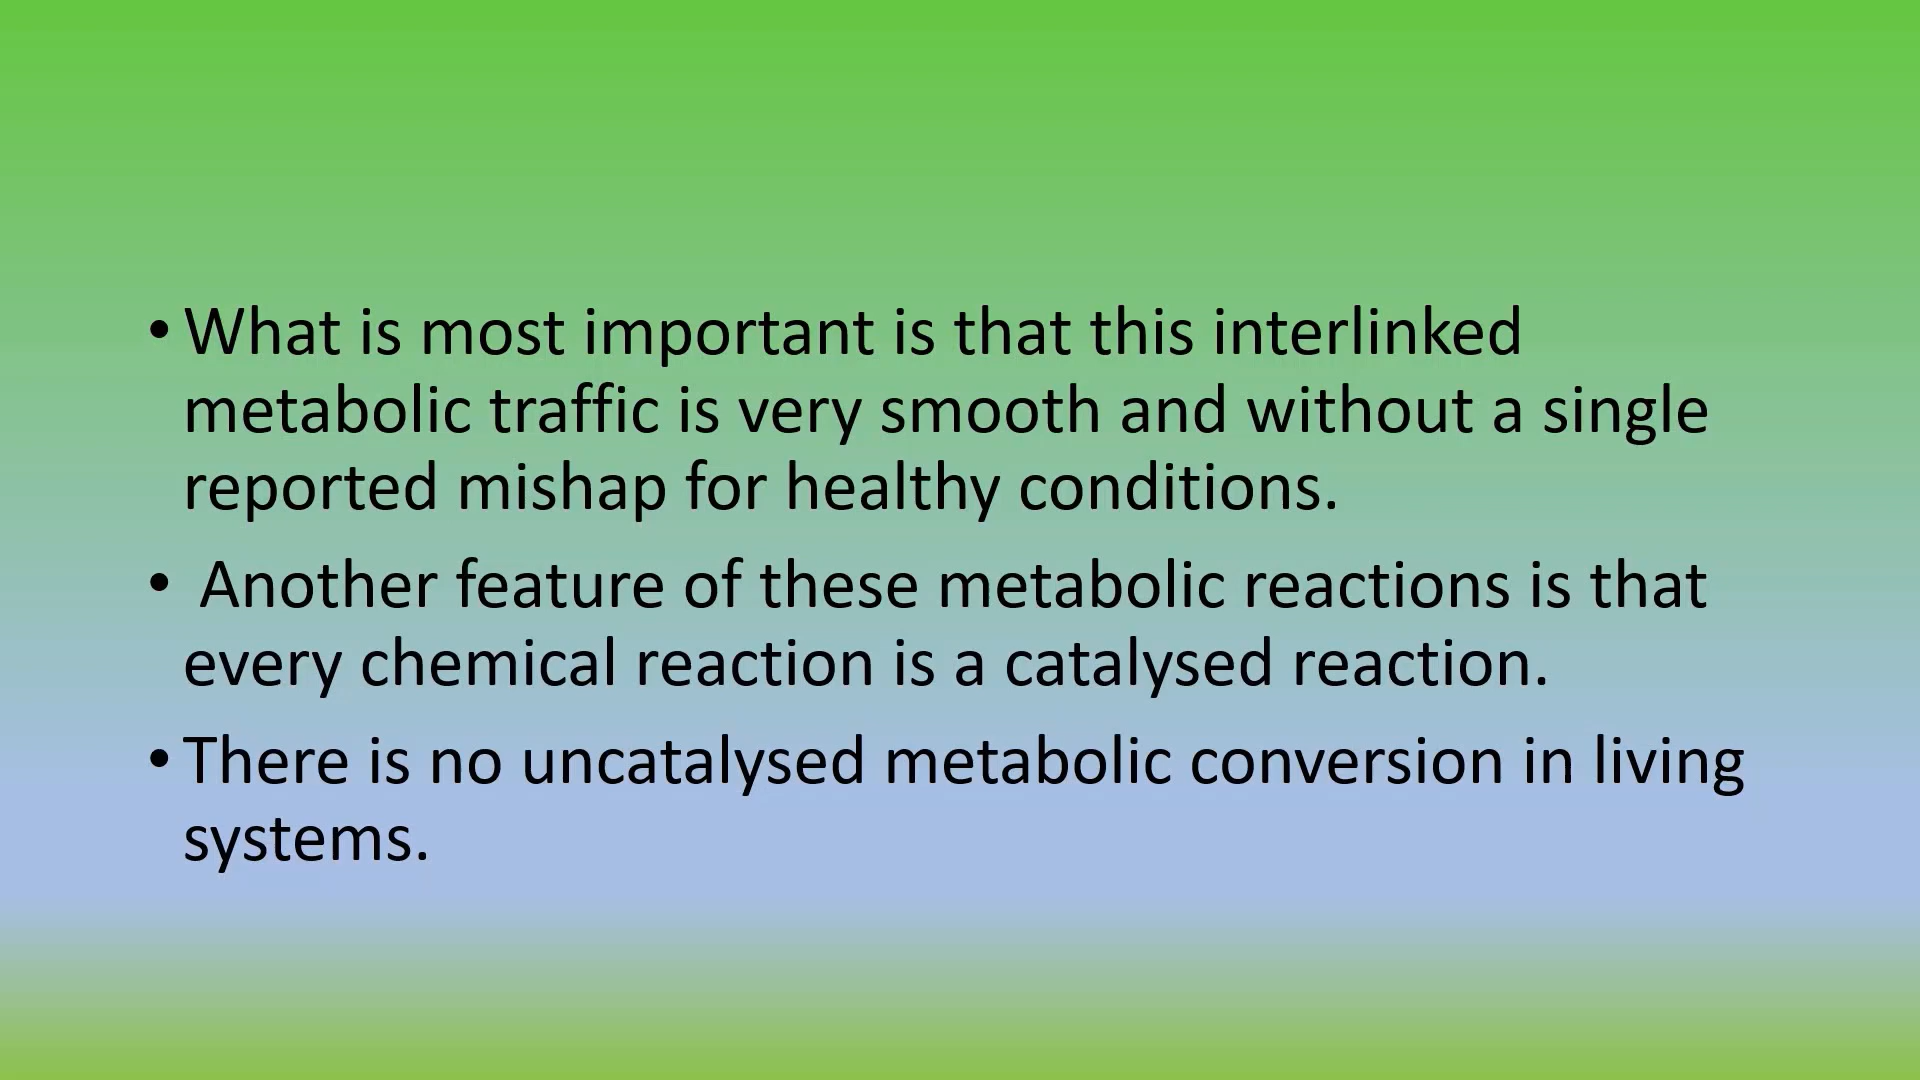 • What is most important is that this interlinked
metabolic traffic is very smooth and without a single
reported mishap for healthy conditions.
• Another feature of these metabolic reactions is that
every chemical reaction is a catalysed reaction.
• There is no uncatalysed metabolic conversion in living
systems.